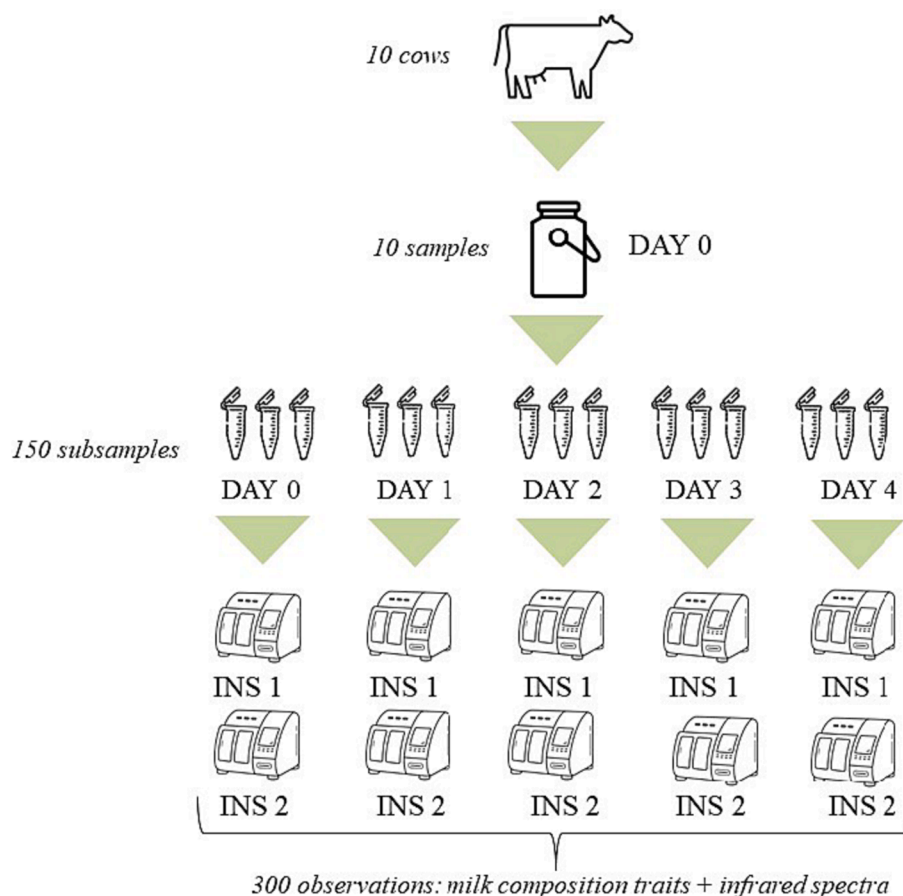 10 cows
10 samples
DAY 0
150 subsamples
DAY 0 DAY 1 DAY 2 DAY 3 DAY 4
INS 1 INS 1 INS 1 INS 1 INS 1
INS 2 INS 2 INS 2 INS 2 INS 2
300 observations: milk composition traits + infrared spectra